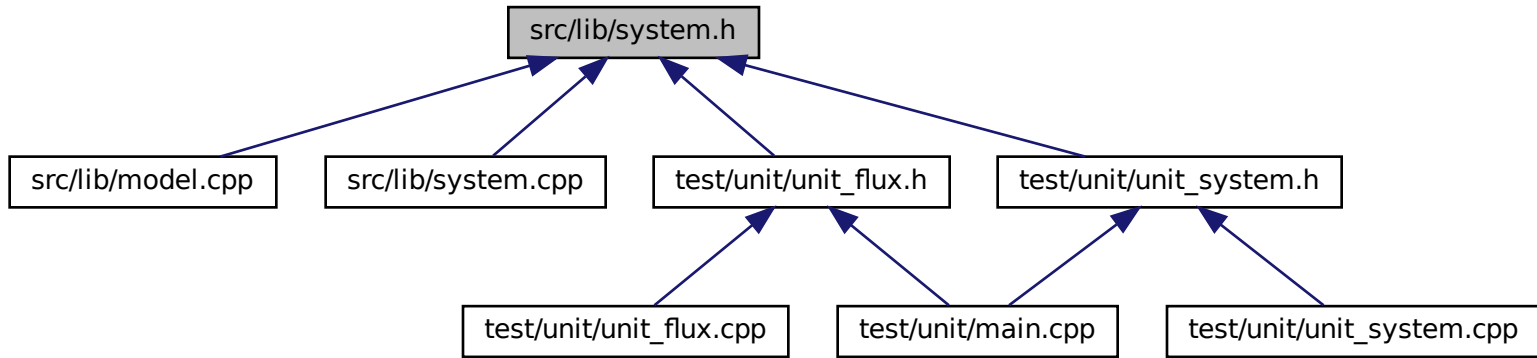 src/lib/system.h
src/lib/model.cpp
src/lib/system.cpp
test/unit/unit_flux.h
test/unit/unit_system.h
test/unit/unit_flux.cpp
test/unit/main.cpp
test/unit/unit_system.cpp